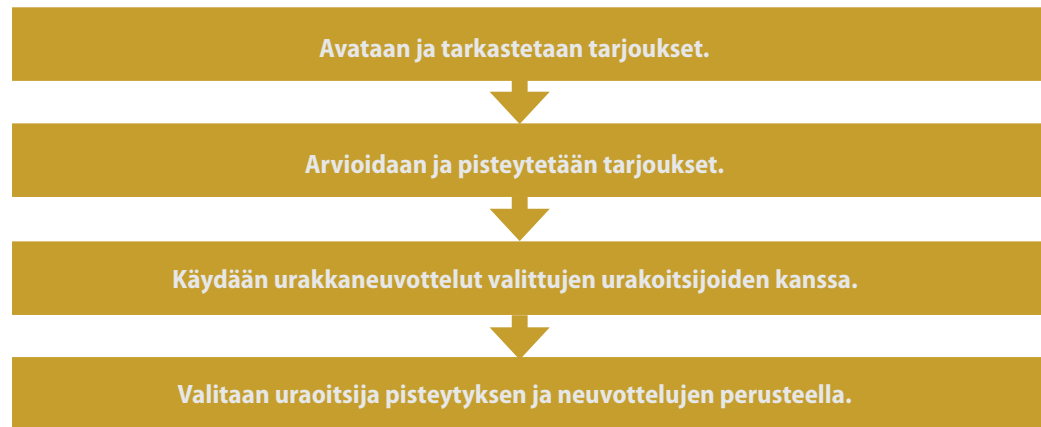 Avataan ja tarkastetaan tarjoukset.
Arvioidaan ja pisteytetään tarjoukset.
Käydään urakkaneuvottelut valittujen urakoitsijoiden kanssa.
Valitaan uraoitsija pisteytyksen ja neuvottelujen perusteella.